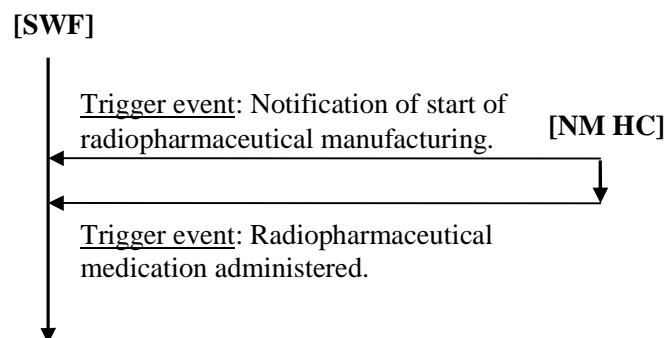 [SWF]
Trigger event: Notification of start of
radiopharmaceutical manufacturing.
[NM HC]
Trigger event: Radiopharmaceutical
medication administered.